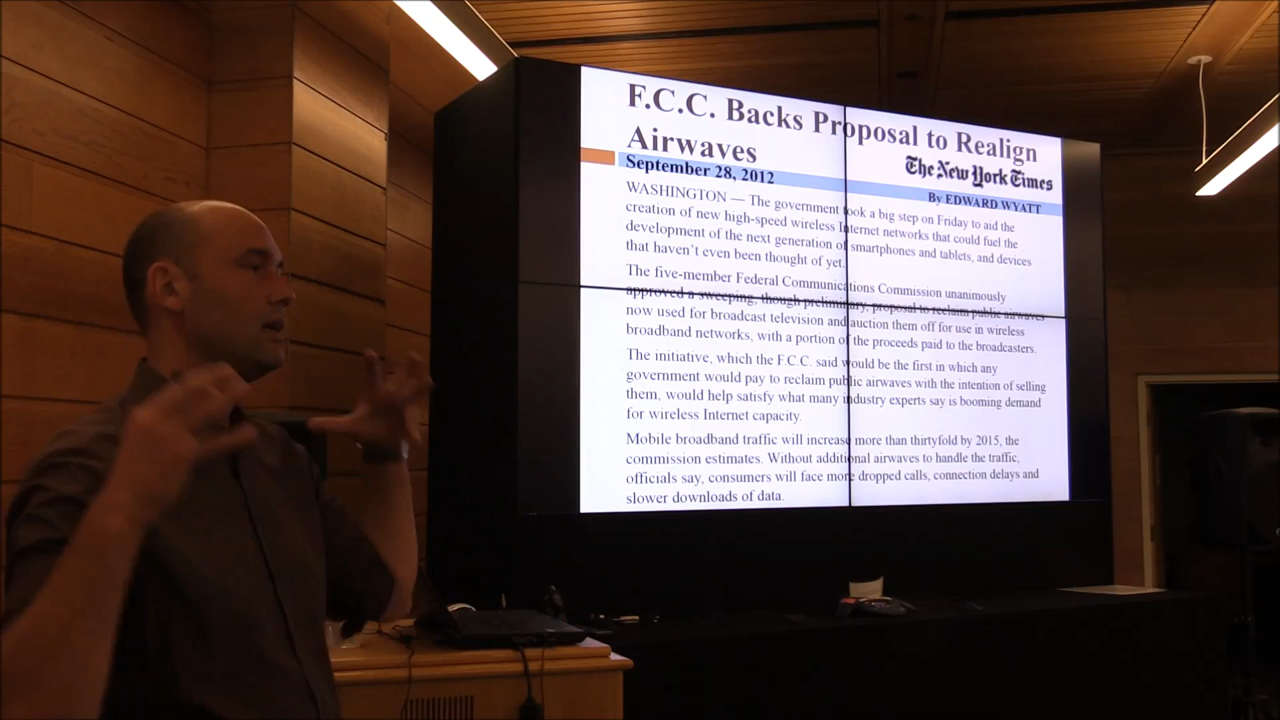 F.C.C. Backs Proposal to Realign
Airwaves
The New York Times
September 28, 2012
By EDWARD WYATT
WASHINGTON — The government took a big step on Friday to aid the
creation of new high-speed wireless Internet networks that could fuel the
development of the next generation of smartphones and tablets, and devices
that haven't even been thought of yet.
The five-member Federal Communications Commission unanimously
approved a sweeping, though preliminary, proposal to reclaim public airwaves
now used for broadcast television and auction them off for use in wireless
broadband networks, with a portion of the proceeds paid to the broadcasters.
The initiative, which the F.C.C. said would be the first in which any
government would pay to reclaim public airwaves with the intention of selling
them, would help satisfy what many industry experts say is booming demand
for wireless Internet capacity.
Mobile broadband traffic will increase more than thirtyfold by 2015, the
commission estimates. Without additional airwaves to handle the traffic,
officials say, consumers will face more dropped calls, connection delays and
slower downloads of data.